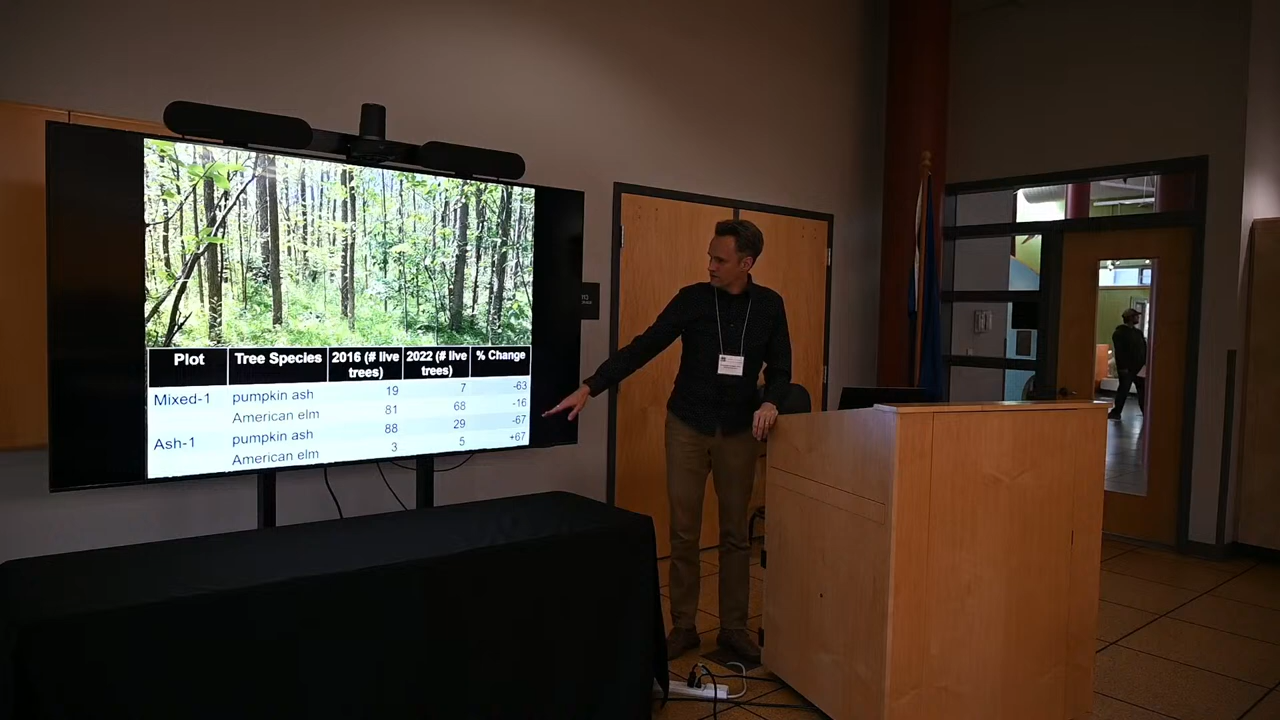 Plot Tree Species 2016 (# live trees) 2022 (# live trees) % Change
Mixed-1 pumpkin ash 19 7 -63
American elm 81 68 -16
Ash-1 pumpkin ash 88 29 -67
American elm 3 5 +67